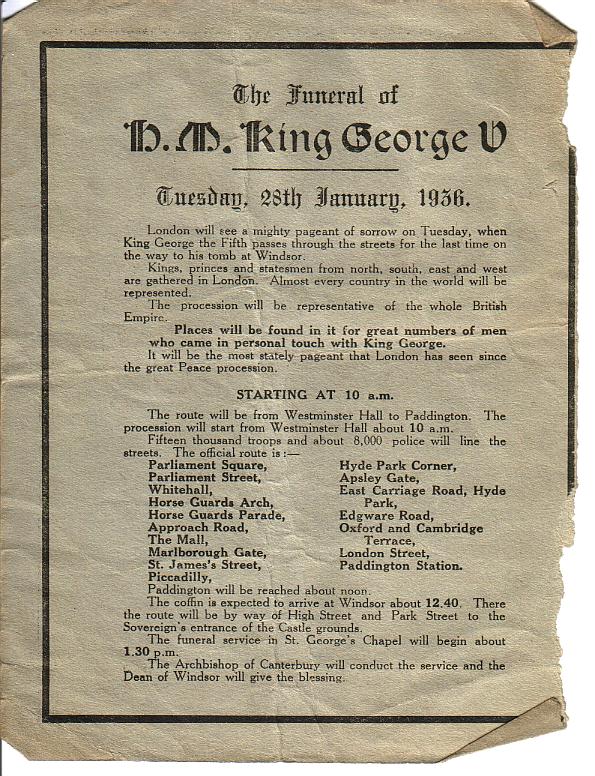 The Funeral of
H.M. King George V
Tuesday, 28th January, 1936.
London will see a mighty pageant of sorrow on Tuesday, when
King George the Fifth passes through the streets for the last time on
the way to his tomb at Windsor.
Kings, princes and statesmen from north, south, east and west
are gathered in London. Almost every country in the world will be
represented.
The procession will be representative of the whole British
Empire.
Places will be found in it for great numbers of men
who came in personal touch with King George.
It will be the most stately pageant that London has seen since
the great Peace procession.
STARTING AT 10 a.m.
The route will be from Westminster Hall to Paddington. The
procession will start from Westminster Hall about 10 a.m.
Fifteen thousand troops and about 8,000 police will line the
streets. The official route is :—
Parliament Square,
Parliament Street,
Whitehall,
Horse Guards Arch,
Horse Guards Parade,
Approach Road,
The Mall,
Marlborough Gate,
St. James's Street,
Piccadilly,
Hyde Park Corner,
Apsley Gate,
East Carriage Road, Hyde
Park,
Edgware Road,
Oxford and Cambridge
Terrace,
London Street,
Paddington Station.
Paddington will be reached about noon.
The coffin is expected to arrive at Windsor about 12.40. There
the route will be by way of High Street and Park Street to the
Sovereign's entrance of the Castle grounds.
The funeral service in St. George's Chapel will begin about
1.30 p.m.
The Archbishop of Canterbury will conduct the service and the
Dean of Windsor will give the blessing.